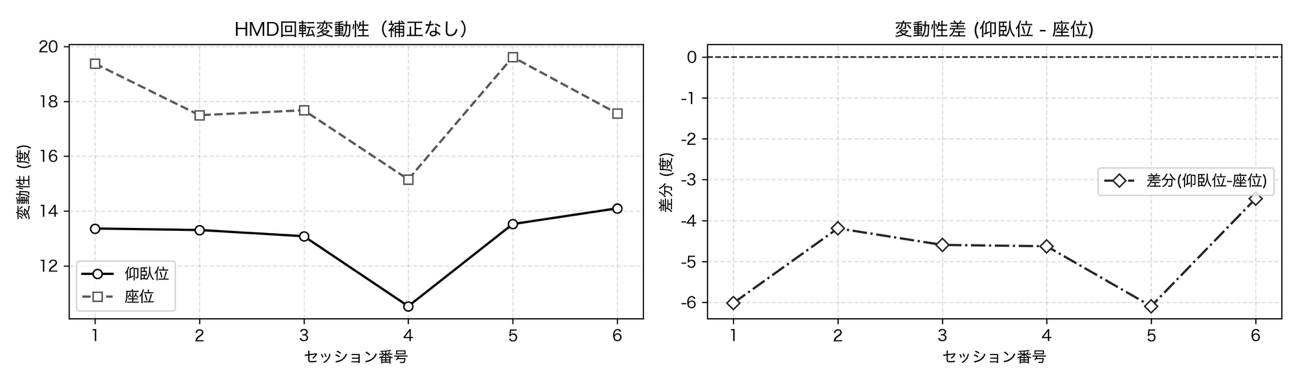 HMD回転変動性（補正なし）
20
18
16
14
12
変動性 (度)
仰臥位
座位
1 2 3 4 5 6
セッション番号
変動性差 (仰臥位 - 座位)
0
-1
-2
-3
-4
-5
-6
差分 (度)
差分(仰臥位-座位)
1 2 3 4 5 6
セッション番号